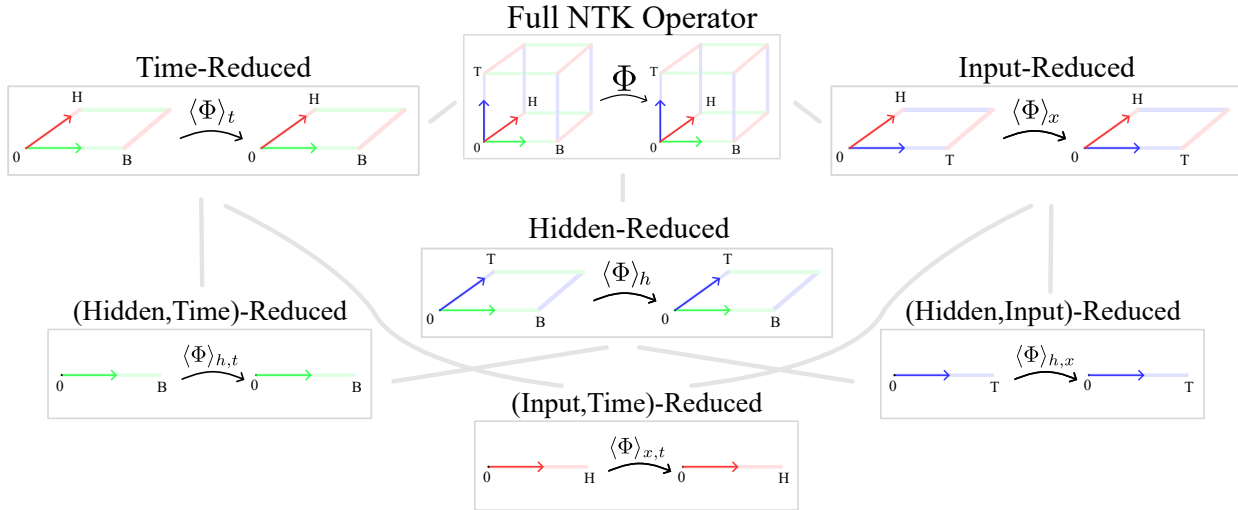 Full NTK Operator
T
H
0
B
Φ
T
H
0
B
Time-Reduced
H
0
B
⟨Φ⟩t
H
0
B
Input-Reduced
H
0
T
⟨Φ⟩x
H
0
T
Hidden-Reduced
T
0
B
⟨Φ⟩h
T
0
B
(Hidden,Time)-Reduced
0
B
⟨Φ⟩h,t
0
B
(Hidden,Input)-Reduced
0
T
⟨Φ⟩h,x
0
T
(Input,Time)-Reduced
0
H
⟨Φ⟩x,t
0
H